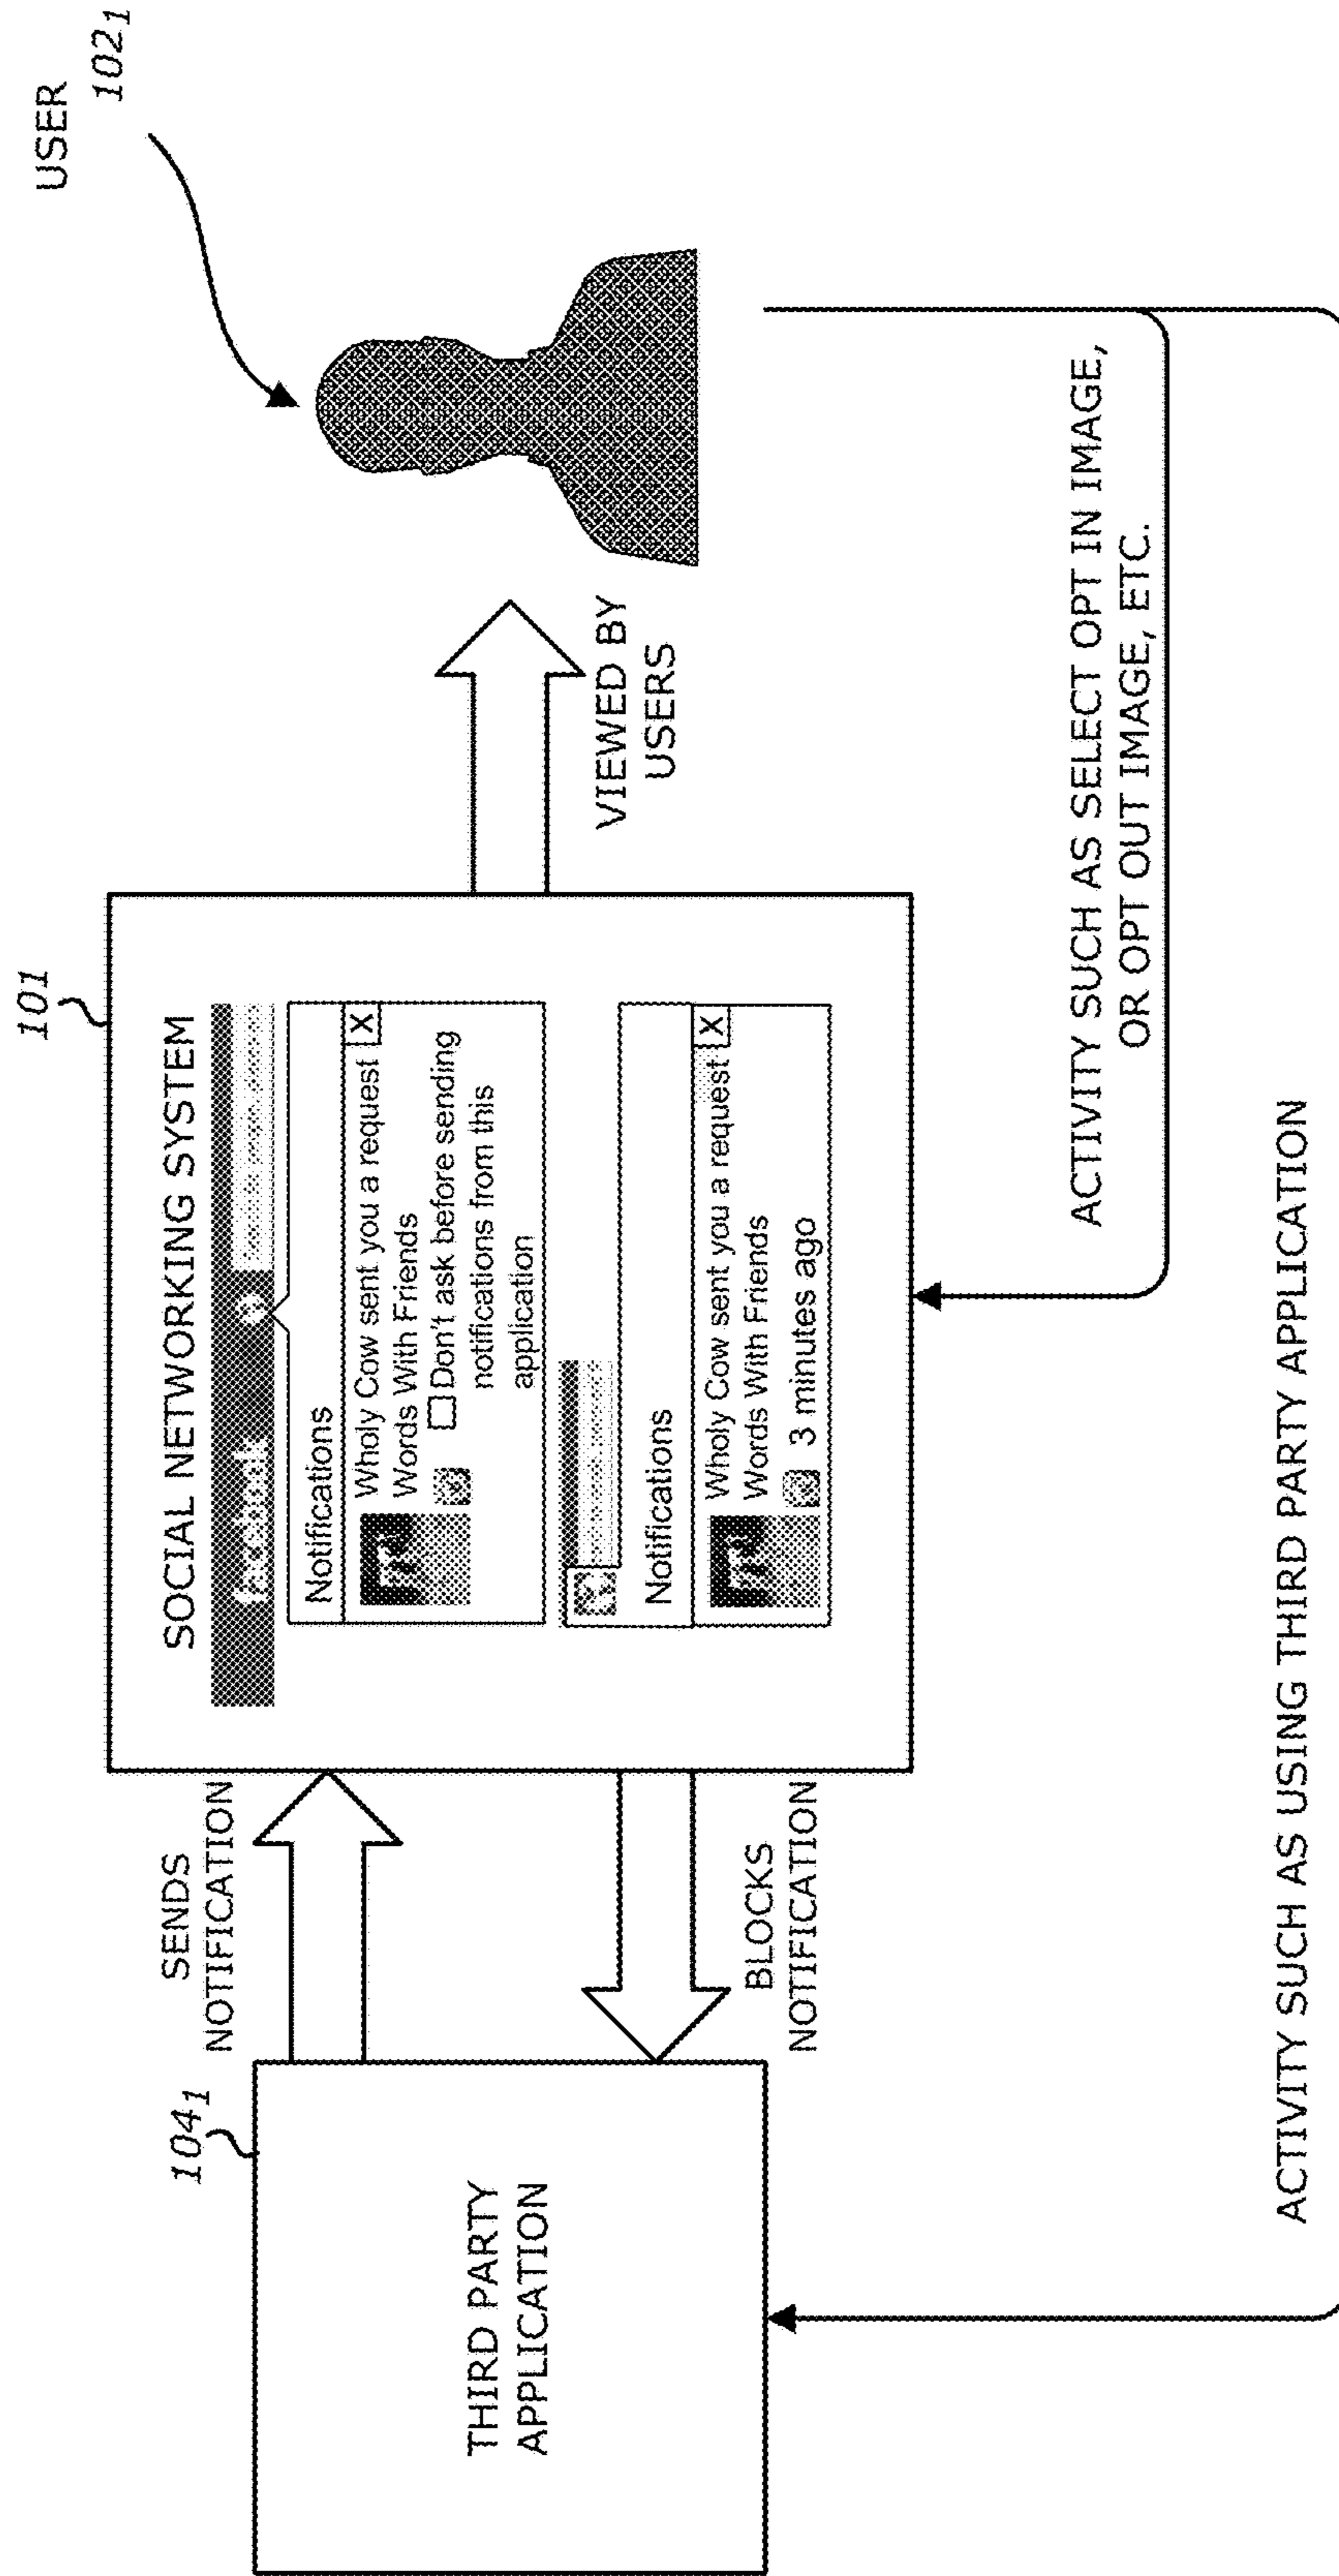 USER
102₁
101
SOCIAL NETWORKING SYSTEM
facebook
Notifications
Wholy Cow sent you a request X
Words With Friends
Don't ask before sending
notifications from this
application
Notifications
Wholy Cow sent you a request X
Words With Friends
3 minutes ago
SENDS
NOTIFICATION
BLOCKS
NOTIFICATION
104₁
THIRD PARTY
APPLICATION
VIEWED BY
USERS
ACTIVITY SUCH AS SELECT OPT IN IMAGE,
OR OPT OUT IMAGE, ETC.
ACTIVITY SUCH AS USING THIRD PARTY APPLICATION